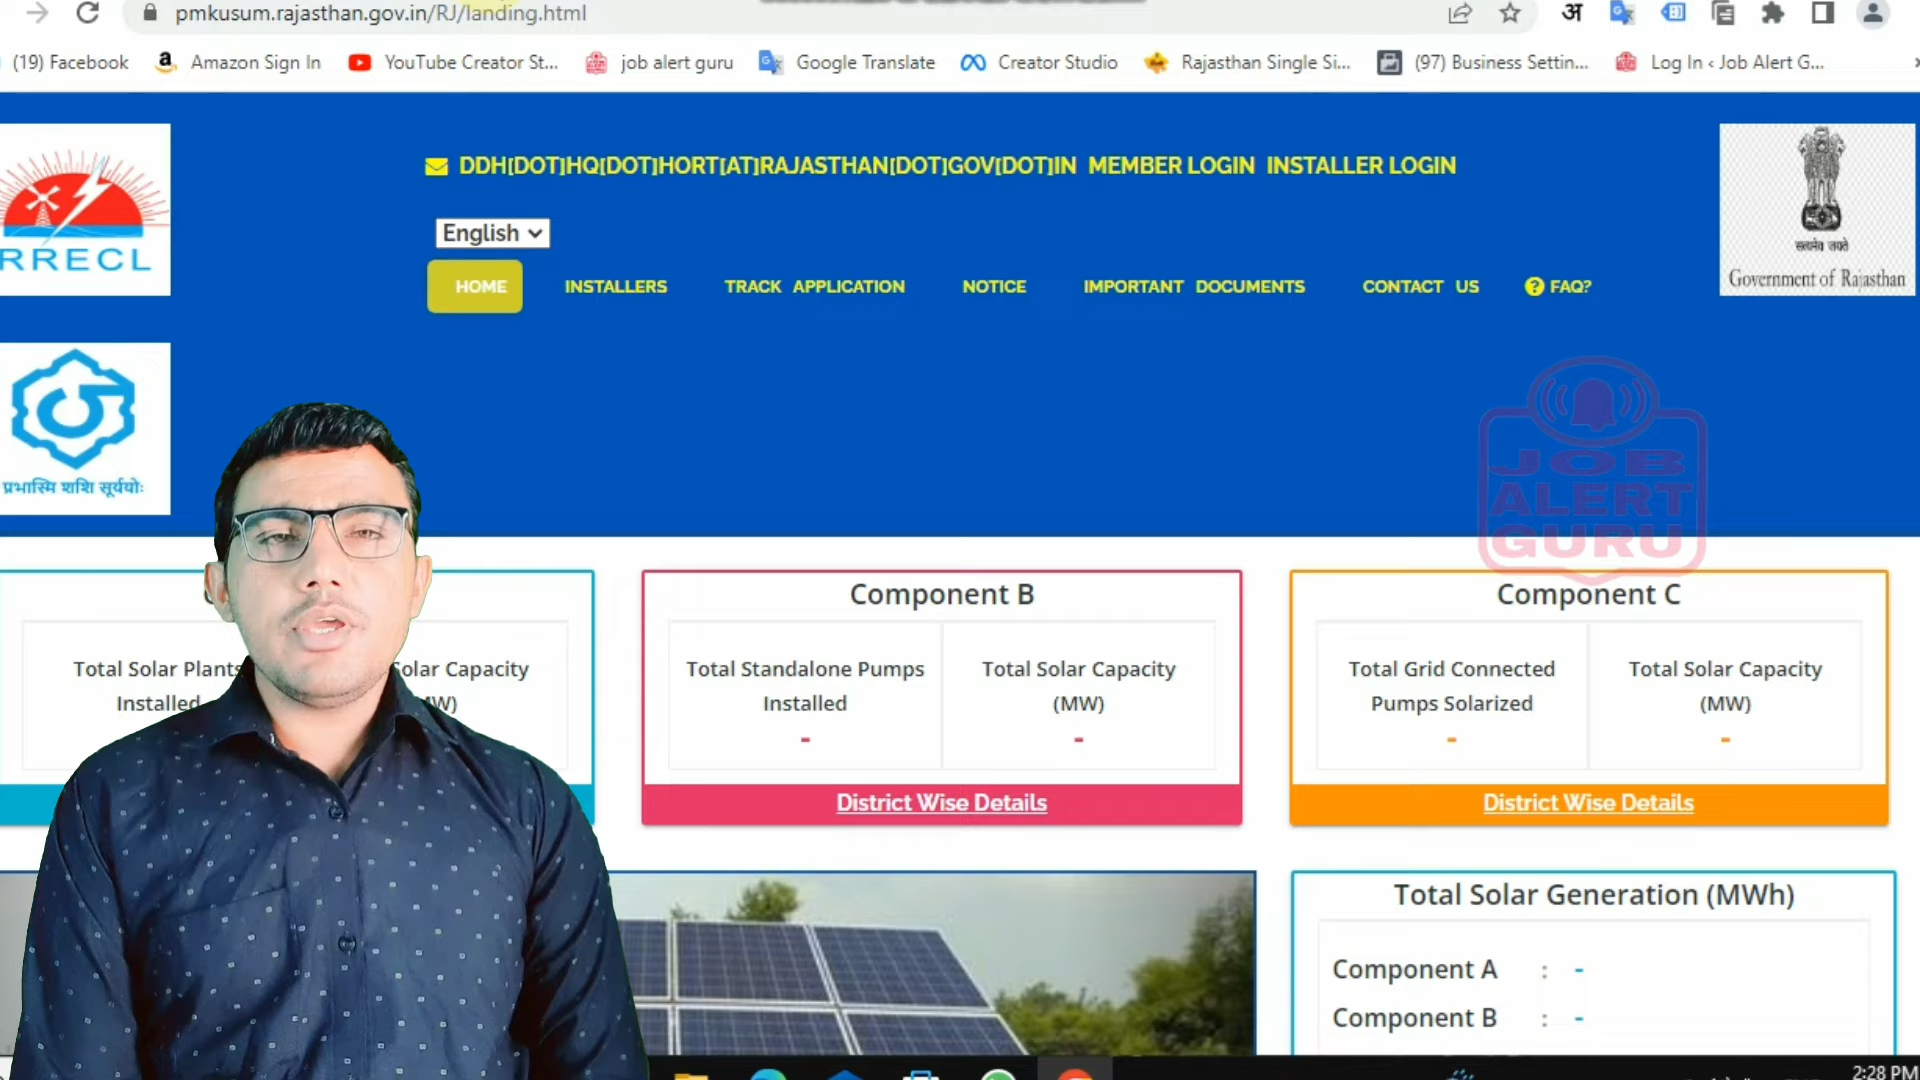 pmkusum.rajasthan.gov.in/RJ/landing.html
अ
(19) Facebook
Amazon Sign In
YouTube Creator St...
job alert guru
Google Translate
Creator Studio
Rajasthan Single Si...
(97) Business Settin...
Log In ‹ Job Alert G...
RRECL
DDH[DOT]HQ[DOT]HORT[AT]RAJASTHAN[DOT]GOV[DOT]IN MEMBER LOGIN INSTALLER LOGIN
English
HOME
INSTALLERS
TRACK APPLICATION
NOTICE
IMPORTANT DOCUMENTS
CONTACT US
? FAQ?
सत्यमेव जयते
Government of Rajasthan
प्रभास्मि शशि सूर्ययोः
JOB
ALERT
GURU
Total Solar Plants
Installed
Solar Capacity
Component B
Total Standalone Pumps
Installed
-
Total Solar Capacity
(MW)
-
District Wise Details
Component C
Total Grid Connected
Pumps Solarized
-
Total Solar Capacity
(MW)
-
District Wise Details
Total Solar Generation (MWh)
Component A : -
Component B : -
2:28 PM